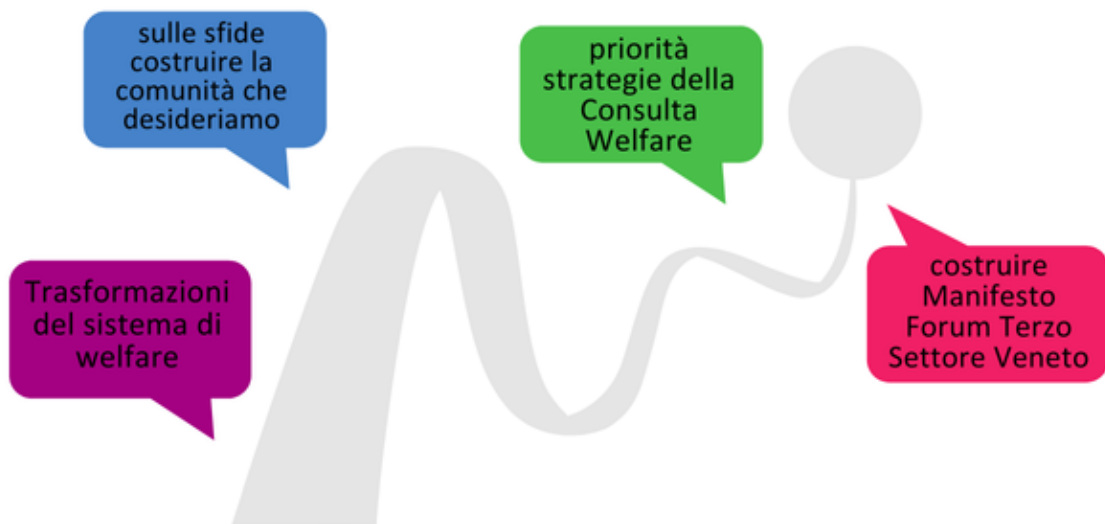 sulle sfide
costruire la
comunità che
desideriamo
priorità
strategie della
Consulta
Welfare
Trasformazioni
del sistema di
welfare
costruire
Manifesto
Forum Terzo
Settore Veneto